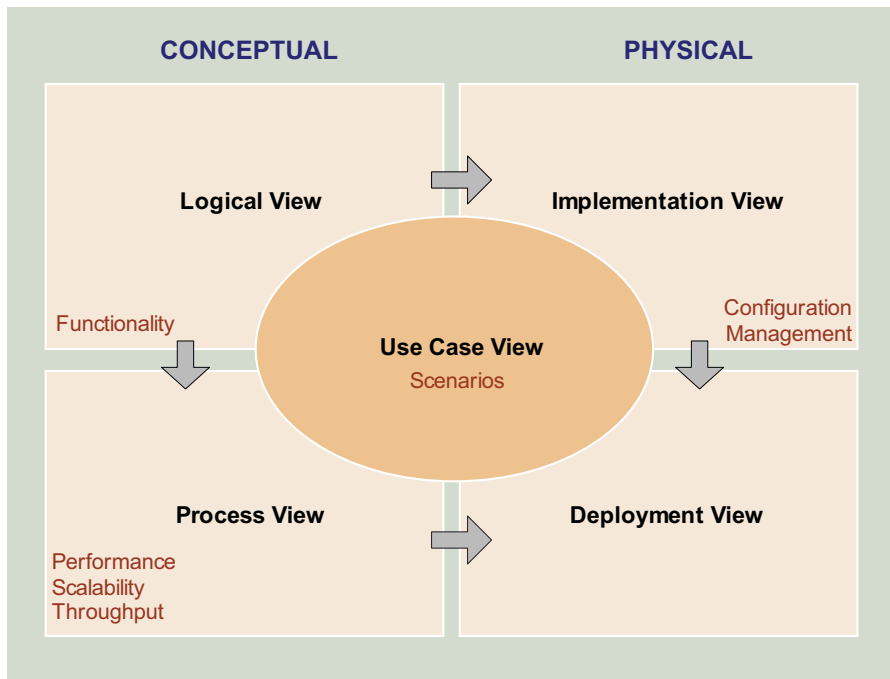 CONCEPTUAL
PHYSICAL
Logical View
Implementation View
Functionality
Configuration
Management
Use Case View
Scenarios
Process View
Deployment View
Performance
Scalability
Throughput